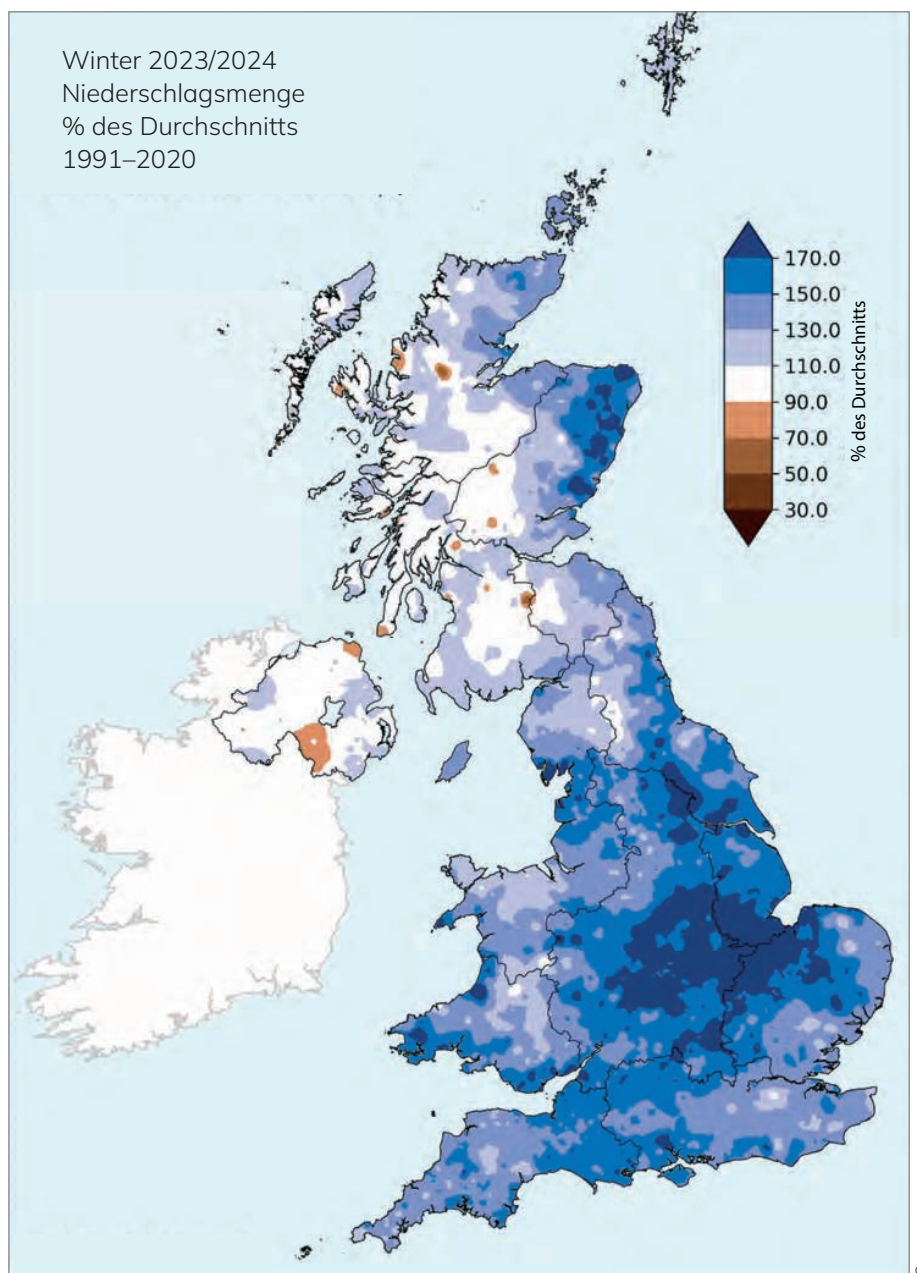 Winter 2023/2024
Niederschlagsmenge
% des Durchschnitts
1991–2020
170.0
150.0
130.0
110.0
90.0
70.0
50.0
30.0
% des Durchschnitts